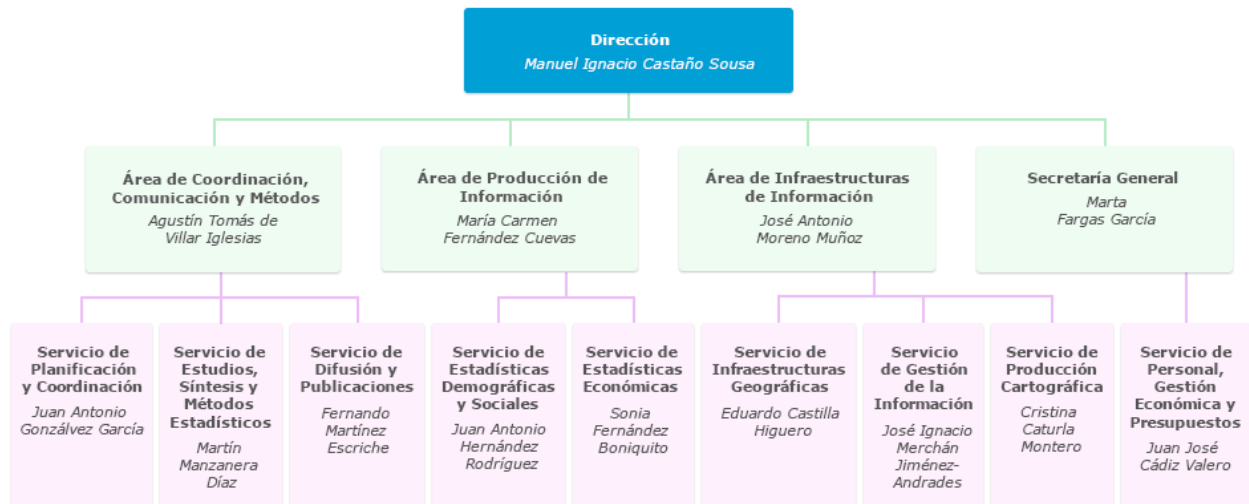 Dirección
Manuel Ignacio Castaño Sousa
Área de Coordinación,
Comunicación y Métodos
Agustín Tomás de
Villar Iglesias
Área de Producción de
Información
María Carmen
Fernández Cuevas
Área de Infraestructuras
de Información
José Antonio
Moreno Muñoz
Secretaría General
Marta
Fargas García
Servicio de
Planificación
y Coordinación
Juan Antonio
Gonzálvez García
Servicio de
Estudios,
Síntesis y
Métodos
Estadísticos
Martín
Manzanera
Díaz
Servicio de
Difusión y
Publicaciones
Fernando
Martínez
Escriche
Servicio de
Estadísticas
Demográficas
y Sociales
Juan Antonio
Hernández
Rodríguez
Servicio de
Estadísticas
Económicas
Sonia
Fernández
Boniquito
Servicio de
Infraestructuras
Geográficas
Eduardo Castilla
Higuero
Servicio
de Gestión
de la
Información
José Ignacio
Merchán
Jiménez-
Andrades
Servicio de
Producción
Cartográfica
Cristina
Caturla
Montero
Servicio de
Personal,
Gestión
Económica y
Presupuestos
Juan José
Cádiz Valero